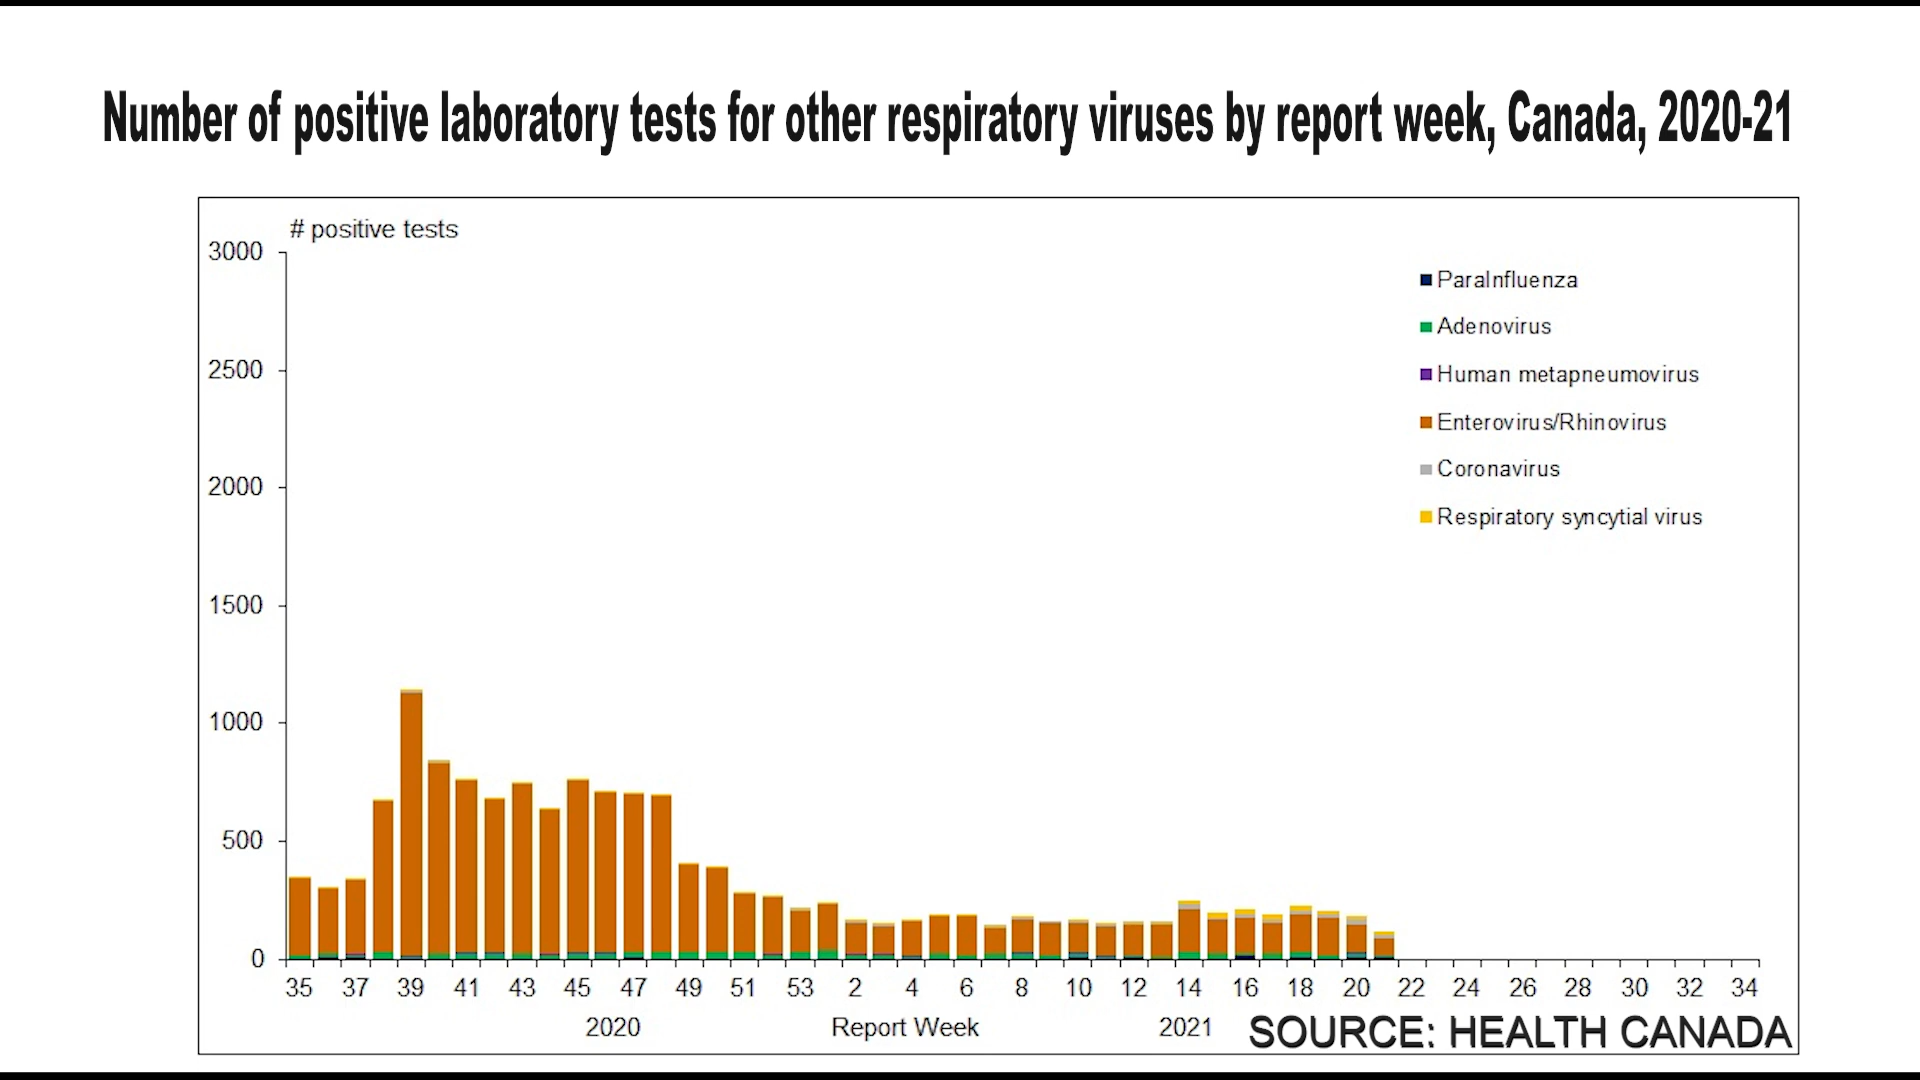 Number of positive laboratory tests for other respiratory viruses by report week, Canada, 2020-21
# positive tests
3000
2500
2000
1500
1000
500
0
ParaInfluenza
Adenovirus
Human metapneumovirus
Enterovirus/Rhinovirus
Coronavirus
Respiratory syncytial virus
35 37 39 41 43 45 47 49 51 53 2 4 6 8 10 12 14 16 18 20 22 24 26 28 30 32 34
2020 Report Week 2021
SOURCE: HEALTH CANADA